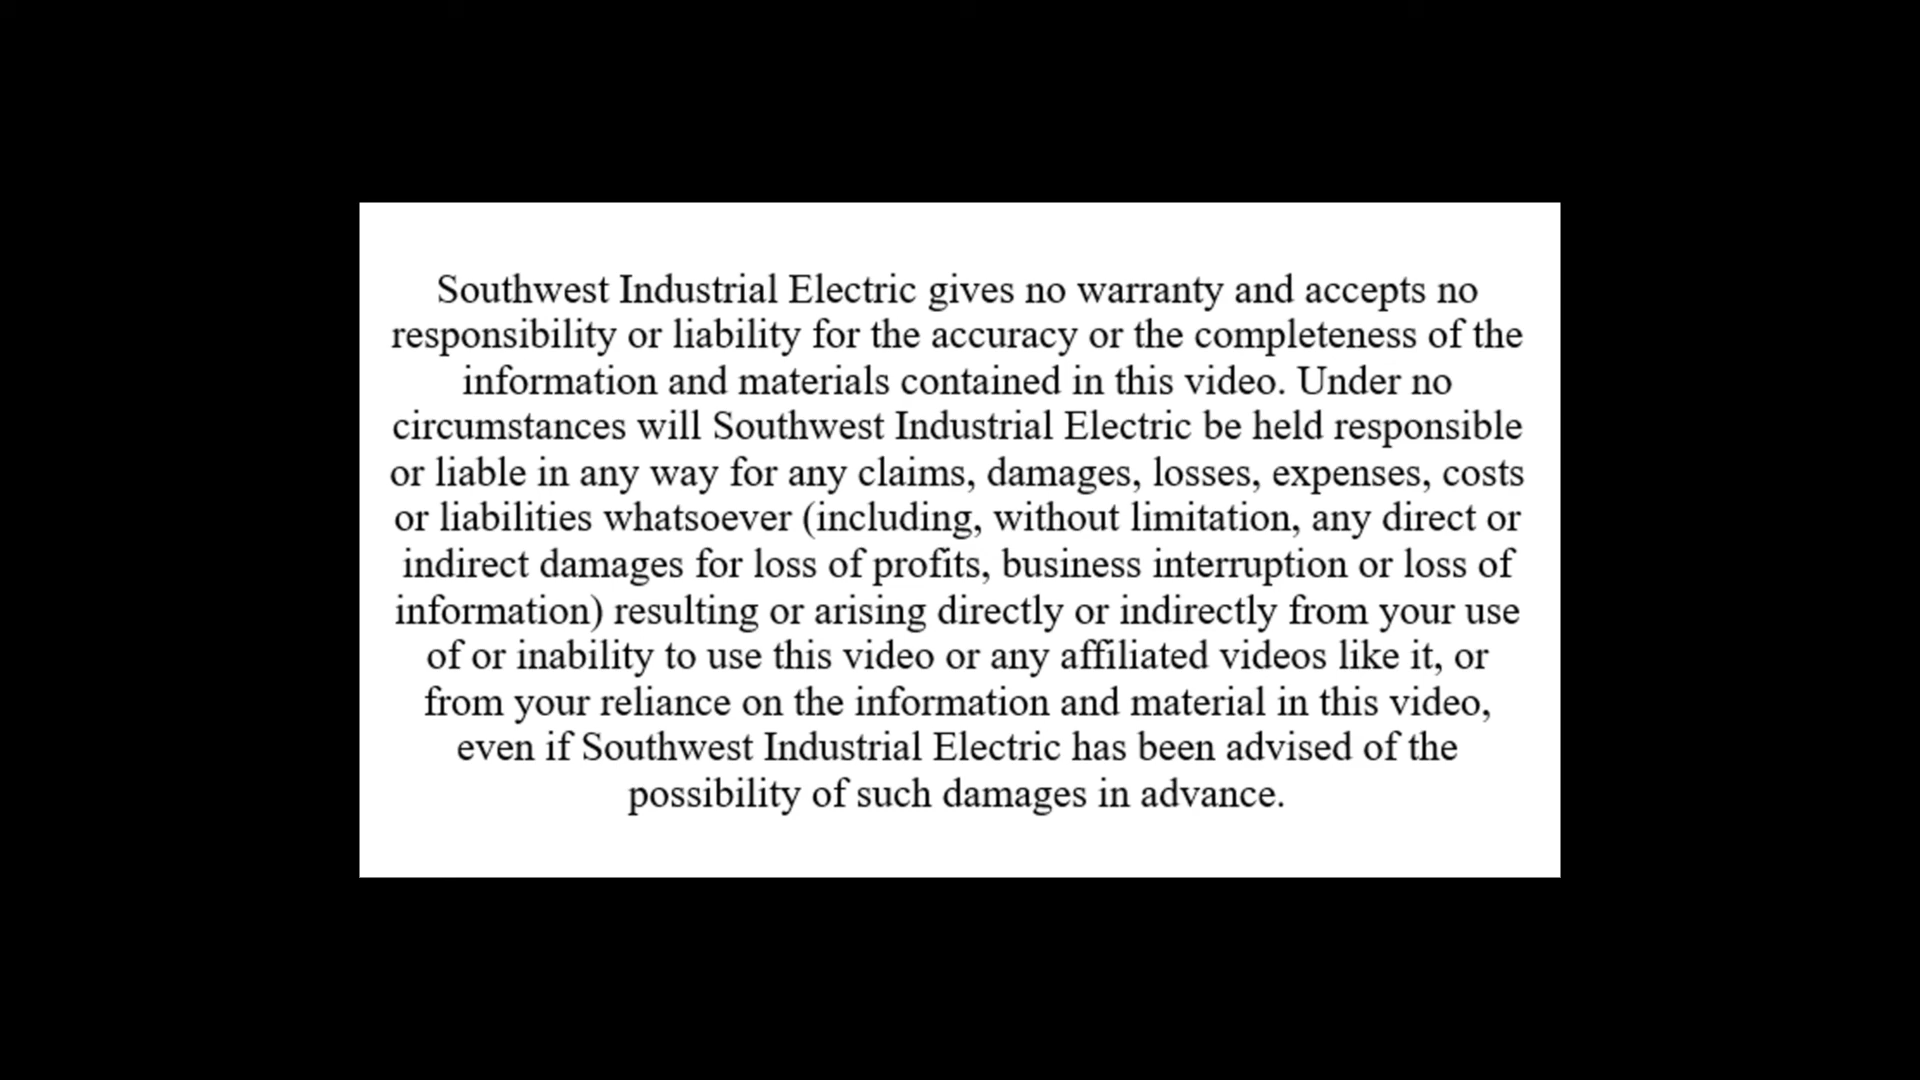 Southwest Industrial Electric gives no warranty and accepts no
responsibility or liability for the accuracy or the completeness of the
information and materials contained in this video. Under no
circumstances will Southwest Industrial Electric be held responsible
or liable in any way for any claims, damages, losses, expenses, costs
or liabilities whatsoever (including, without limitation, any direct or
indirect damages for loss of profits, business interruption or loss of
information) resulting or arising directly or indirectly from your use
of or inability to use this video or any affiliated videos like it, or
from your reliance on the information and material in this video,
even if Southwest Industrial Electric has been advised of the
possibility of such damages in advance.